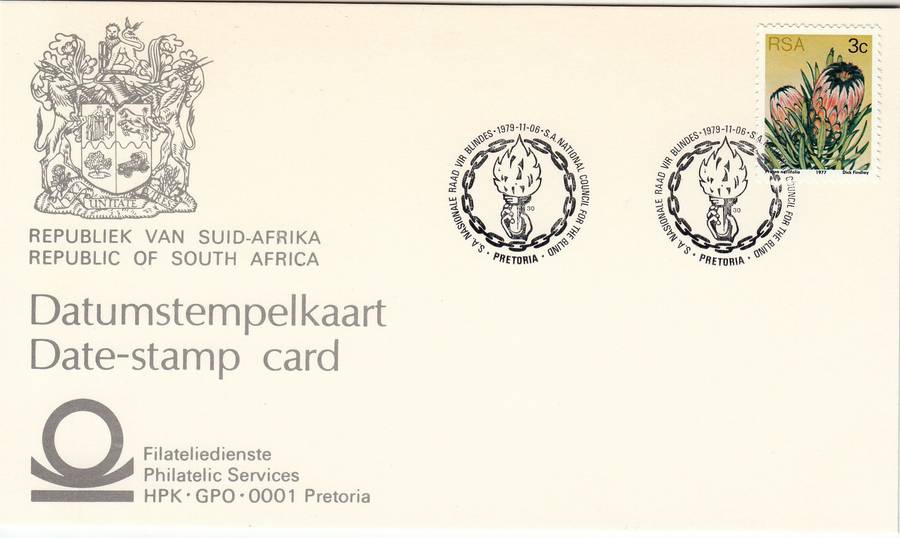 UNITATE
REPUBLIEK VAN SUID-AFRIKA
REPUBLIC OF SOUTH AFRICA
Datumstempelkaart
Date-stamp card
Filateliedienste
Philatelic Services
HPK · GPO · 0001 Pretoria
S.A. NASIONALE RAAD VIR BLINDES · 1979-11-06 · S.A. NATIONAL COUNCIL FOR THE BLIND
30
· PRETORIA ·
S.A. NASIONALE RAAD VIR BLINDES · 1979-11-06 · S.A. COUNCIL FOR THE BLIND
30
· PRETORIA ·
RSA 3c
neriifolia 1977 Dick Findlay